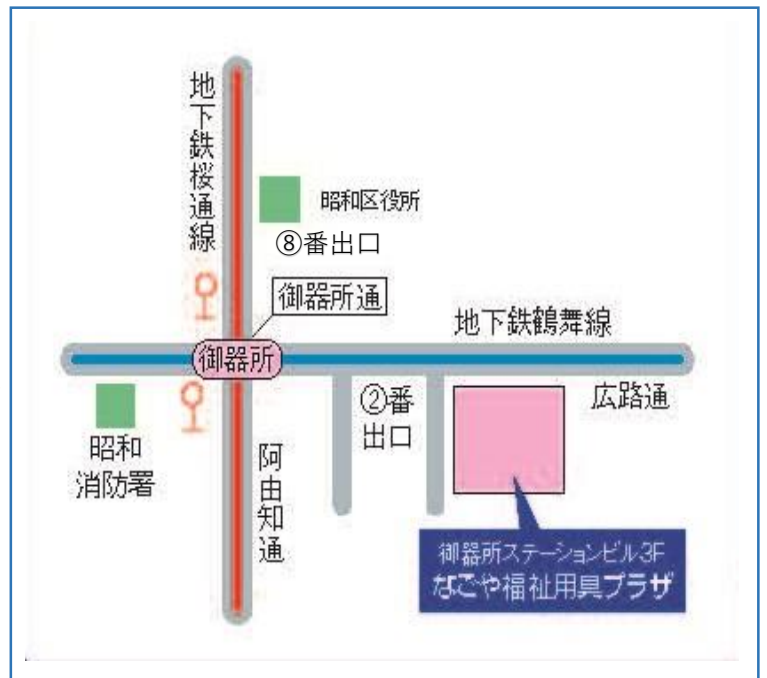 地下鉄桜通線
昭和区役所
⑧番出口
御器所通
地下鉄鶴舞線
御器所
広路通
②番
出口
昭和
消防署
阿由知通
御器所ステーションビル3F
なごや福祉用具プラザ